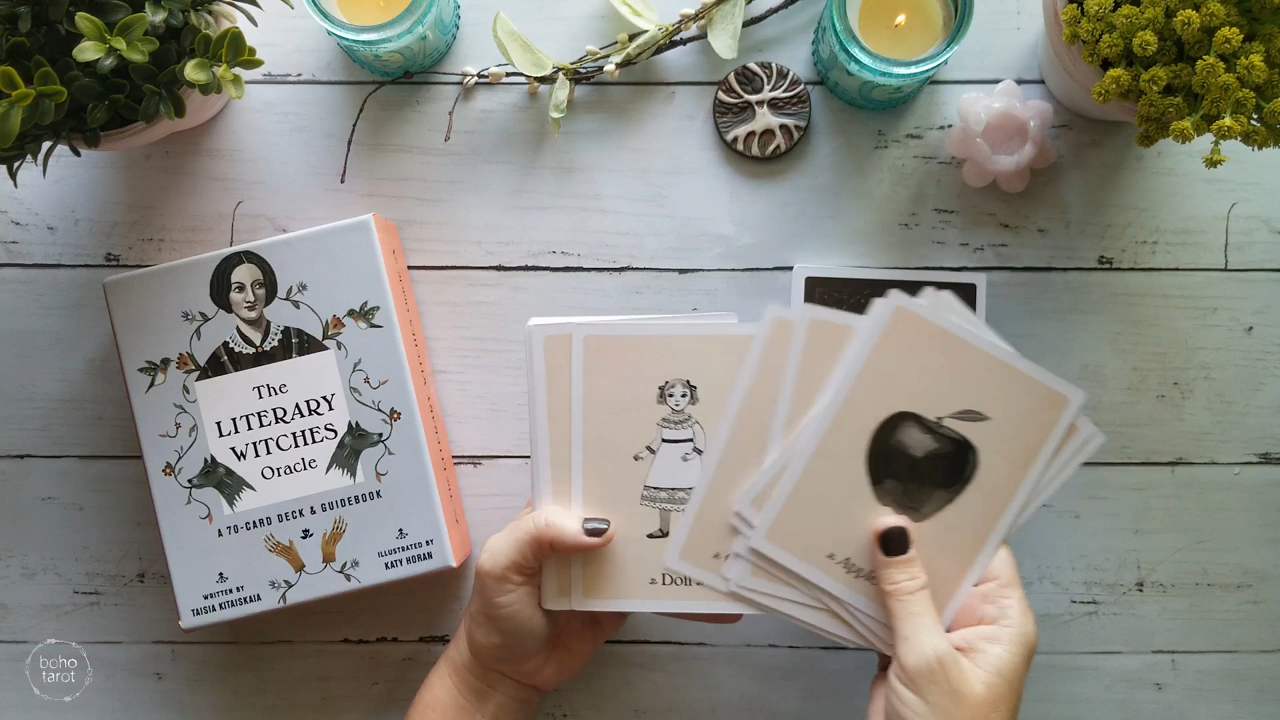 The
LITERARY
WITCHES
Oracle
A 70-CARD DECK & GUIDEBOOK
WRITTEN BY
TAISIA KITAISKAIA
ILLUSTRATED BY
KATY HORAN
Doll
Apple
boho
tarot